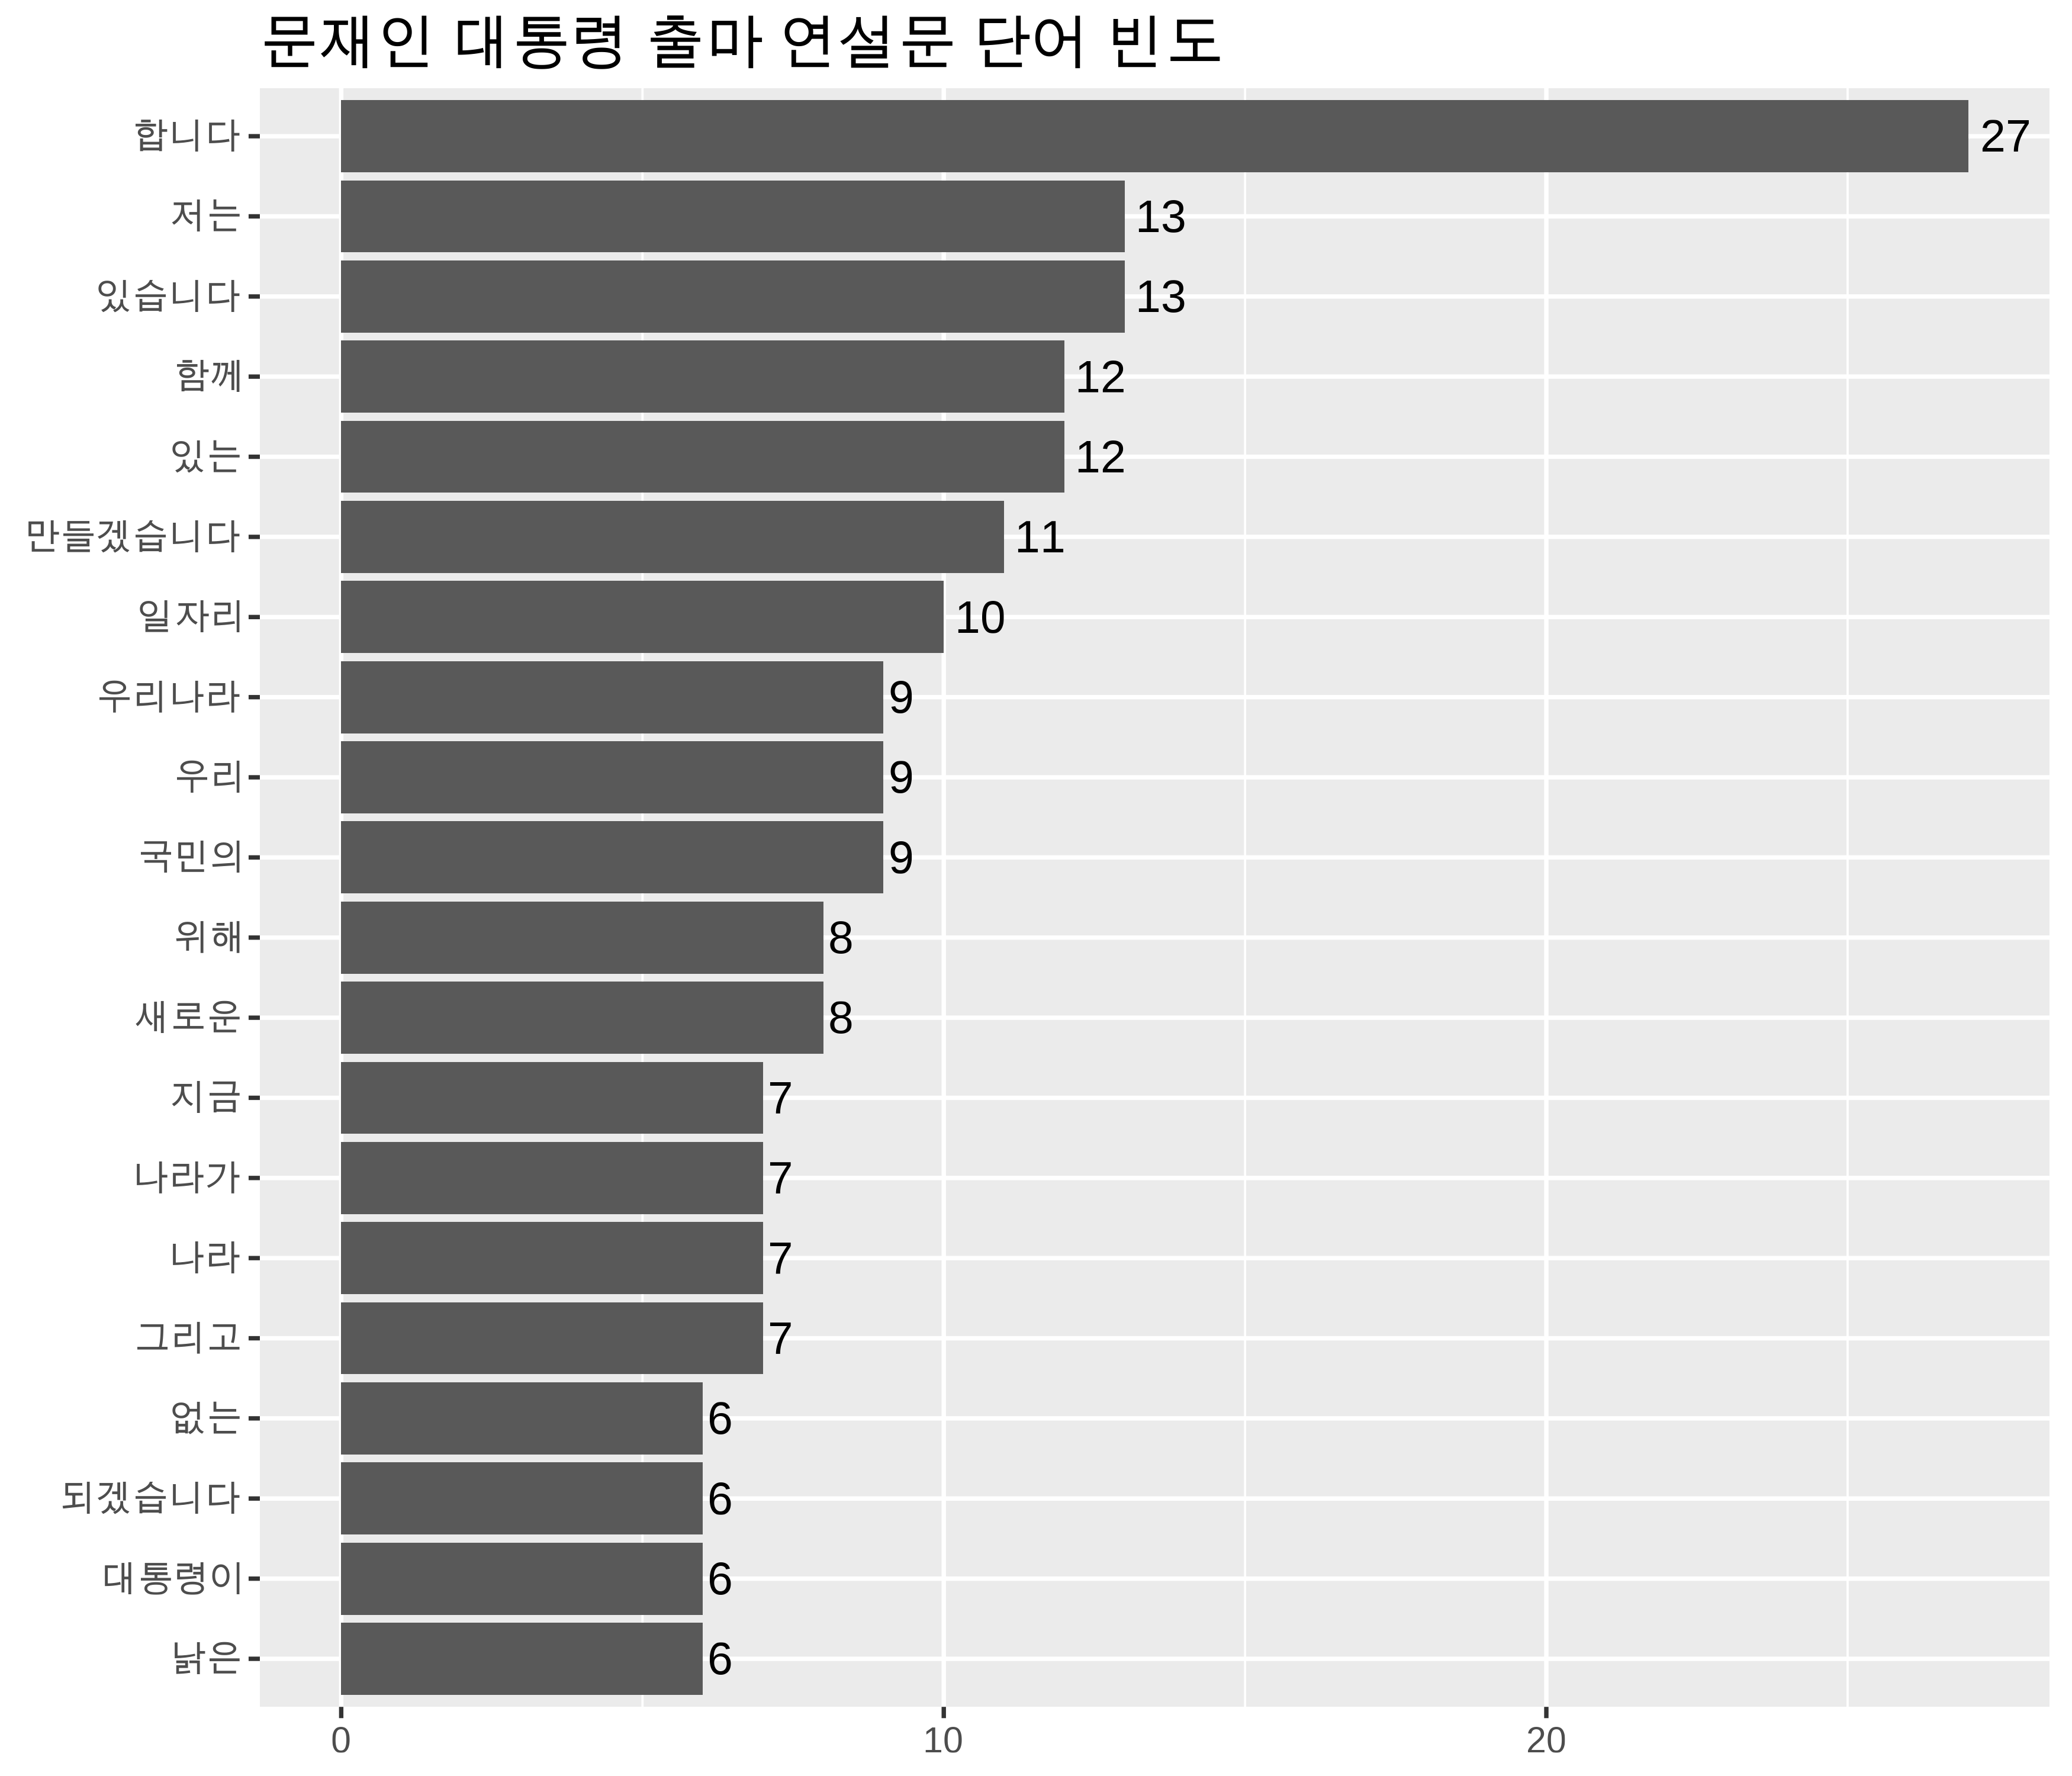 문재인 대통령 출마 연설문 단어 빈도
합니다 27
저는 13
있습니다 13
함께 12
있는 12
만들겠습니다 11
일자리 10
우리나라 9
우리 9
국민의 9
위해 8
새로운 8
지금 7
나라가 7
나라 7
그리고 7
없는 6
되겠습니다 6
대통령이 6
낡은 6
0 10 20